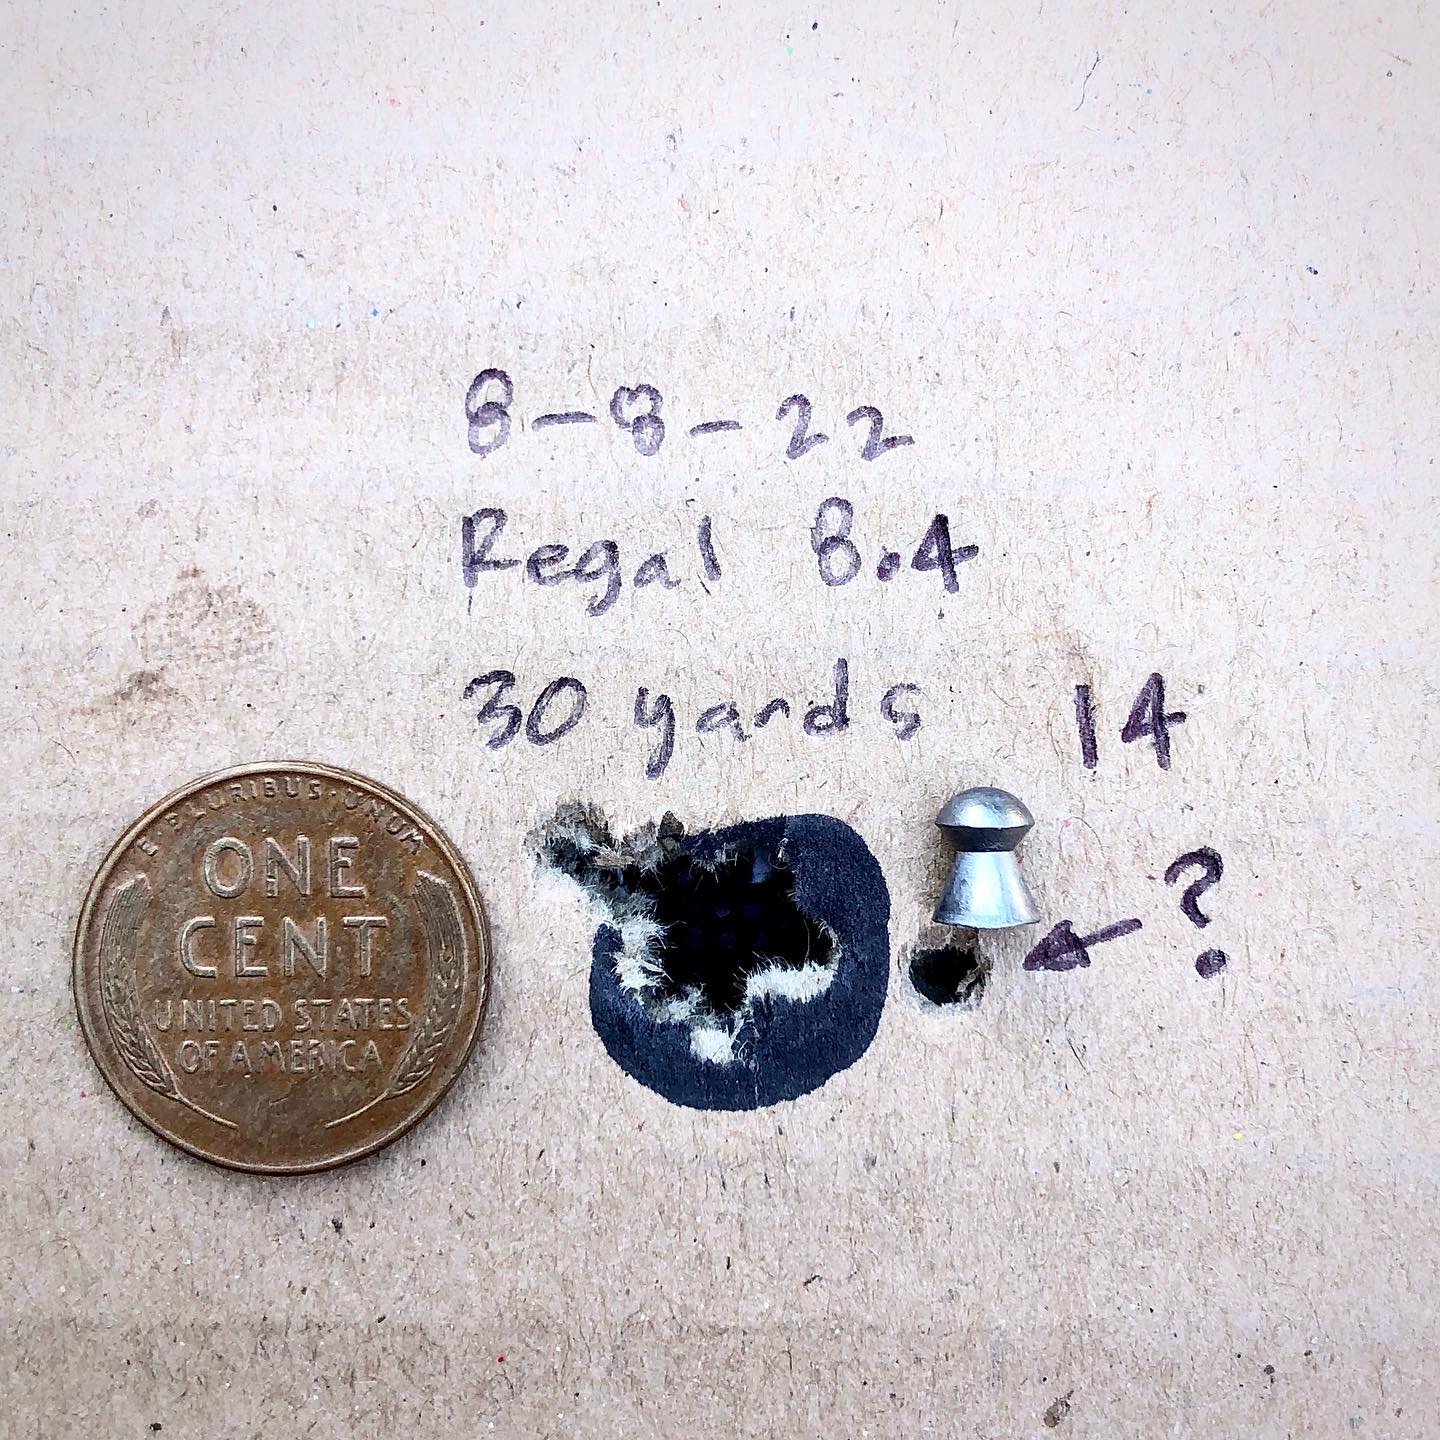 8-8-22
Regal 8.4
30 yards 14
?
E·PLURIBUS·UNUM
ONE
CENT
UNITED STATES
OF AMERICA